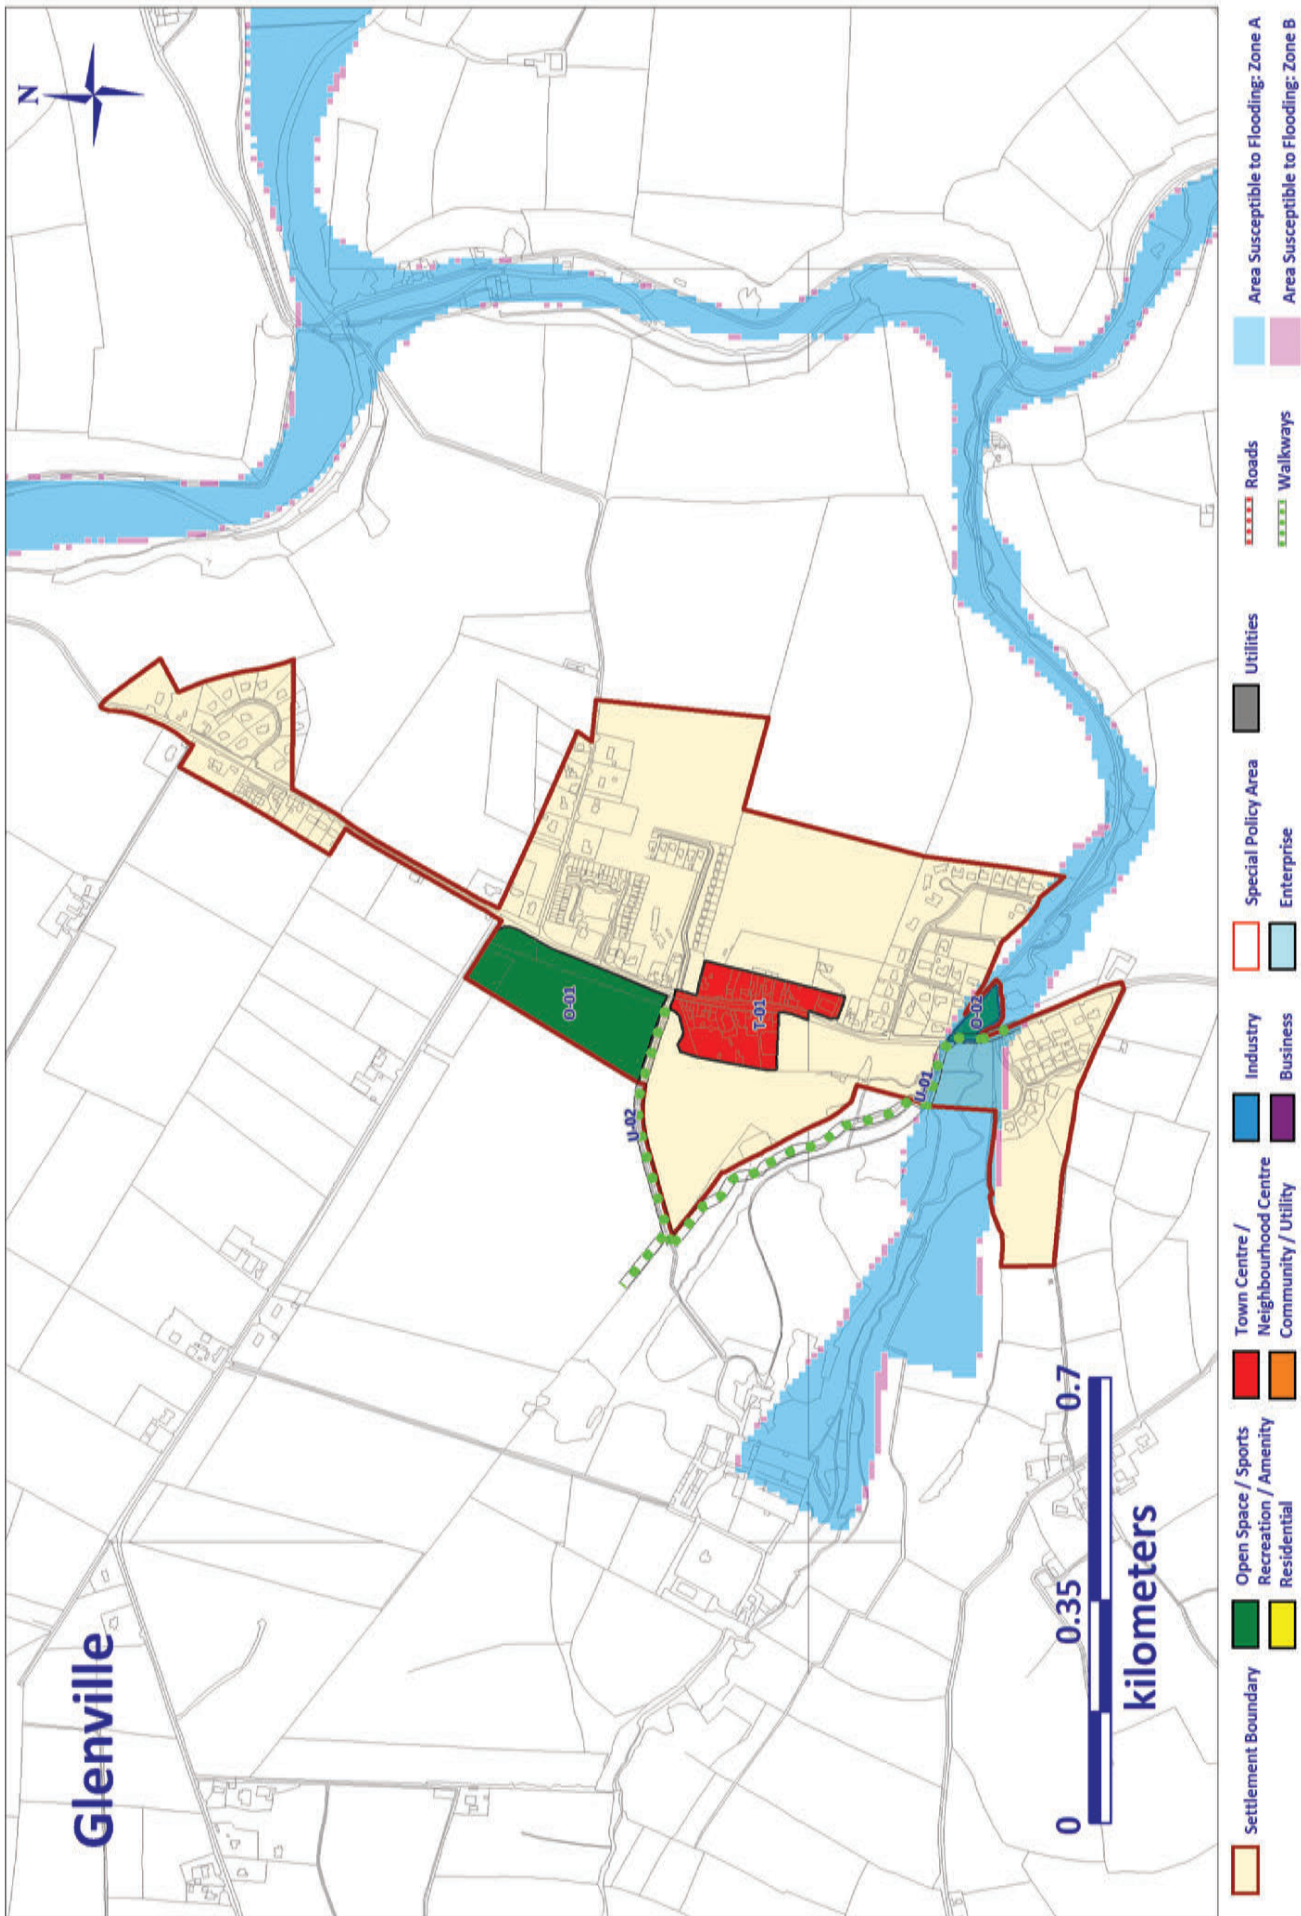 Glenville
N
O-01
U-02
T-01
U-01
O-02
0 0.35 0.7
kilometers
Settlement Boundary
Open Space / Sports
Recreation / Amenity
Residential
Town Centre /
Neighbourhood Centre
Community / Utility
Industry
Business
Special Policy Area
Enterprise
Utilities
Roads
Walkways
Area Susceptible to Flooding: Zone A
Area Susceptible to Flooding: Zone B